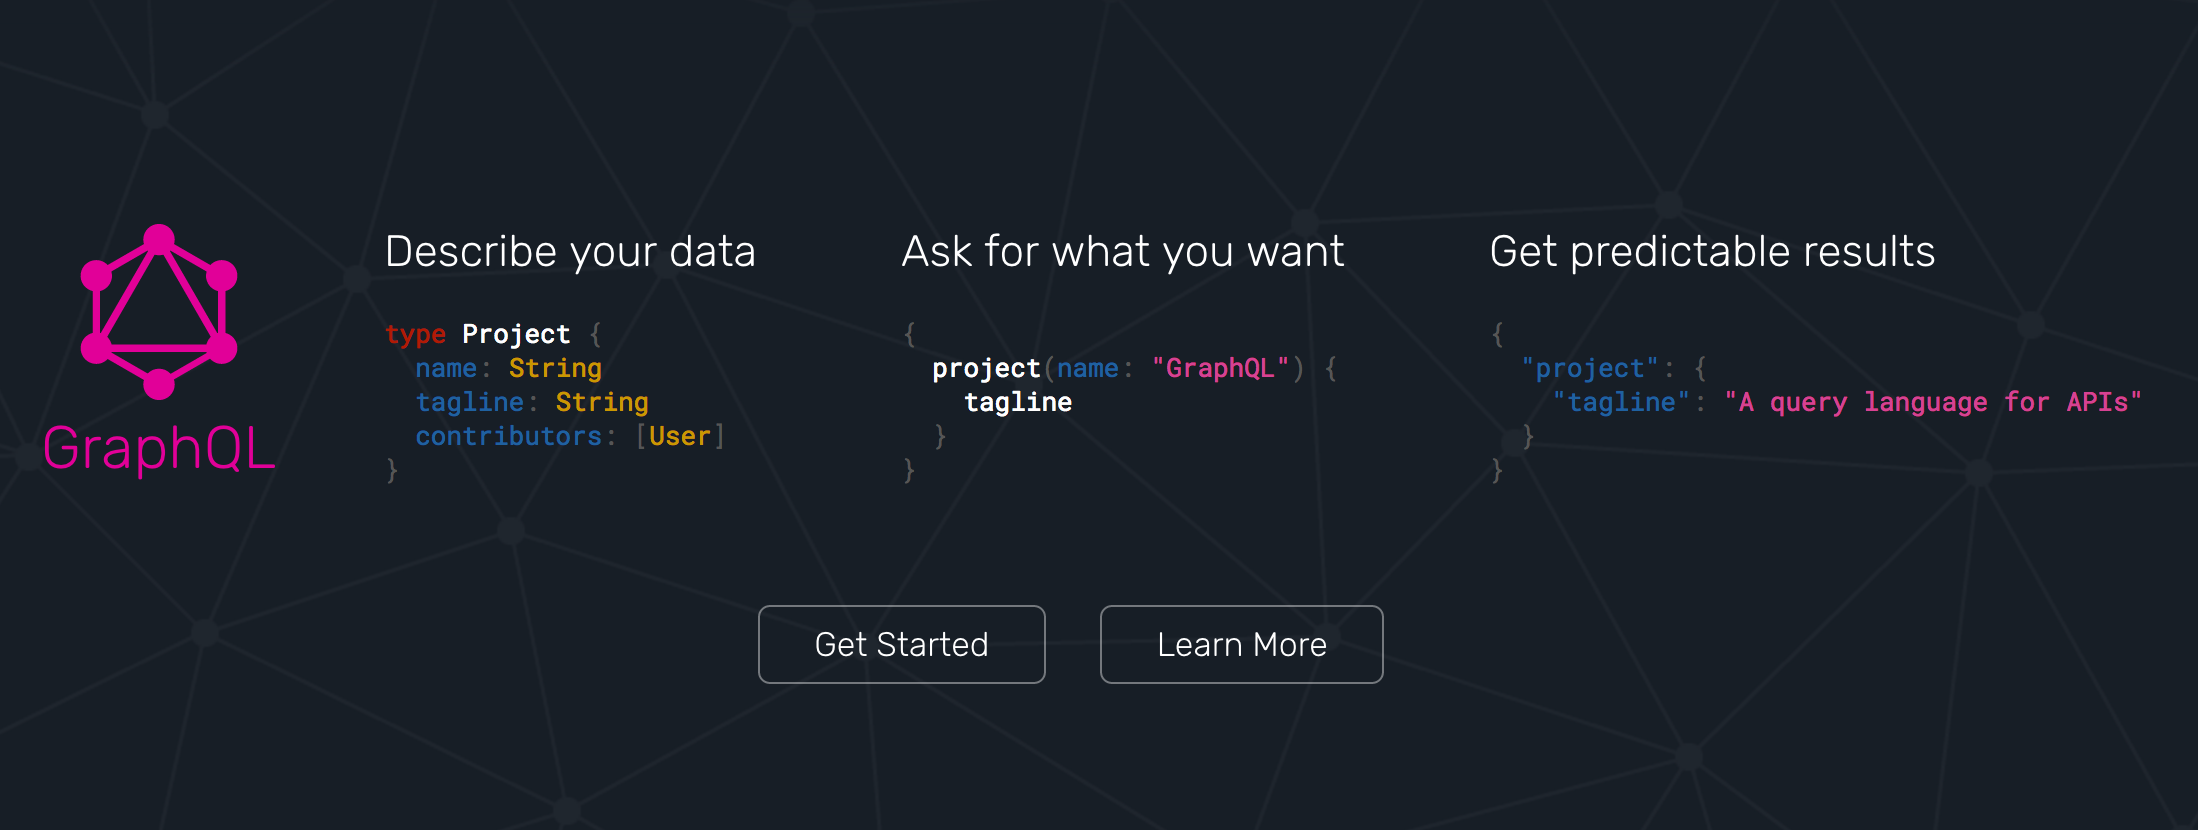 GraphQL
Describe your data
type Project {
  name: String
  tagline: String
  contributors: [User]
}
Ask for what you want
{
  project(name: "GraphQL") {
    tagline
  }
}
Get predictable results
{
  "project": {
    "tagline": "A query language for APIs"
  }
}
Get Started
Learn More